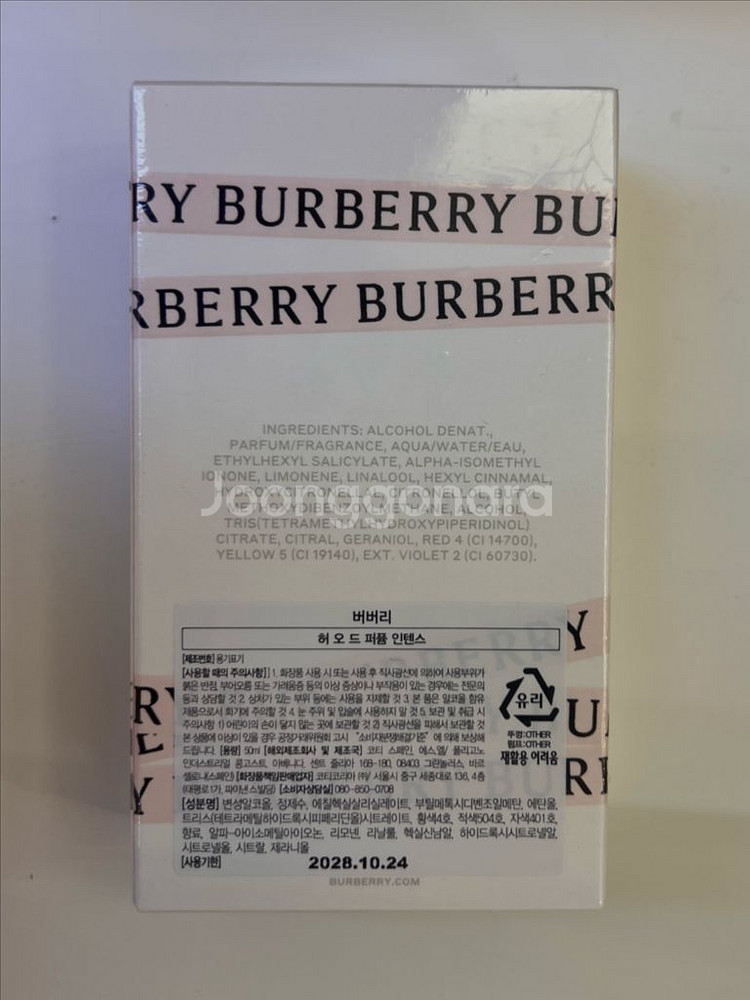 RY BURBERRY BU
RBERRY BURBERR
INGREDIENTS: ALCOHOL DENAT.,
PARFUM/FRAGRANCE, AQUA/WATER/EAU,
ETHYLHEXYL SALICYLATE, ALPHA-ISOMETHYL
IONONE, LIMONENE, LINALOOL, HEXYL CINNAMAL,
HYDROXYCITRONELLAL, CITRONELLOL, BUTYL
METHOXYDIBENZOYLMETHANE, ALCOHOL,
Joonggonara
TRIS(TETRAMETHYLHYDROXYPIPERIDINOL)
CITRATE, CITRAL, GERANIOL, RED 4 (CI 14700),
YELLOW 5 (CI 19140), EXT. VIOLET 2 (CI 60730).
버버리
허 오 드 퍼퓸 인텐스
[제조번호] 용기표기
[사용할 때의 주의사항] 1. 화장품 사용 시 또는 사용 후 직사광선에 의하여 사용부위가
붉은 반점, 부어오름 또는 가려움증 등의 이상 증상이나 부작용이 있는 경우에는 전문의
등과 상담할 것 2. 상처가 있는 부위 등에는 사용을 자제할 것 3. 본 품은 알코올 함유
제품으로서 화기에 주의할 것 4. 눈 주위 및 입술에 사용하지 말 것 5. 보관 및 취급 시
주의사항 1) 어린이의 손이 닿지 않는 곳에 보관할 것 2) 직사광선을 피해서 보관할 것
본 상품에 이상이 있을 경우 공정거래위원회 고시 "소비자분쟁해결기준" 에 의해 보상해
드립니다. [용량] 50ml [해외제조회사 및 제조국] 코티 스페인, 에스엘/ 폴리고노
인더스트리얼 콩고스트, 아베니다. 센트 줄리아 168-180, 08403 그란놀러스, 바르
셀로나(스페인) [화장품책임판매업자] 코티코리아 (유)/ 서울시 중구 세종대로 136, 4층
(태평로1가, 파이낸스빌딩) [소비자상담실] 080-850-0708
[성분명] 변성알코올, 정제수, 에칠헥실살리실레이트, 부틸메톡시디벤조일메탄, 에탄올,
트리스(테트라메틸하이드록시피페리딘올)시트레이트, 황색4호, 적색504호, 자색401호,
향료, 알파-아이소메틸아이오논, 리모넨, 리날룰, 헥실신남알, 하이드록시시트로넬알,
시트로넬올, 시트랄, 제라니올
[사용기한] 2028.10.24
유리
뚜껑:OTHER
펌프:OTHER
재활용 어려움
BURBERRY.COM